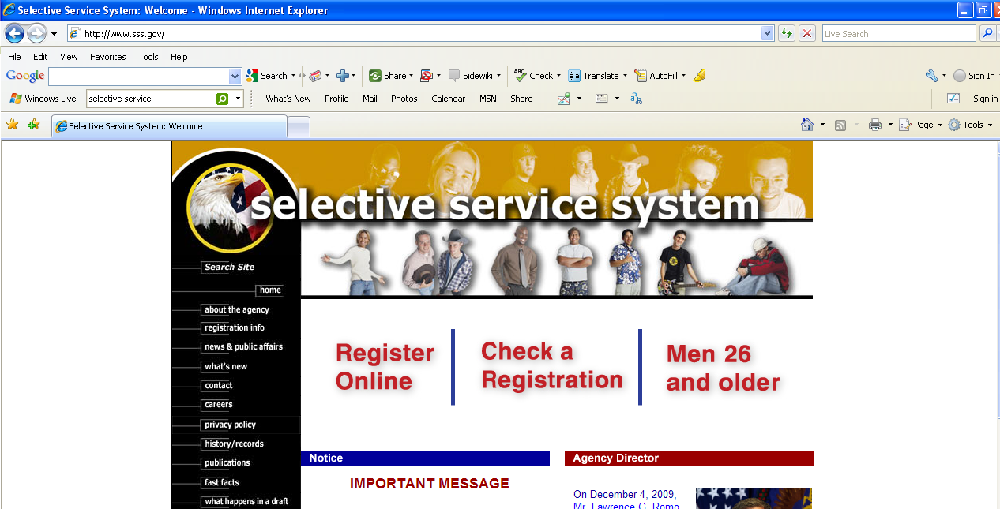 Selective Service System: Welcome - Windows Internet Explorer
http://www.sss.gov/
Live Search
File Edit View Favorites Tools Help
Google Search Share Sidewiki ABC Check Translate AutoFill Sign In
Windows Live selective service What's New Profile Mail Photos Calendar MSN Share Sign in
Selective Service System: Welcome Page Tools
selective service system
Search Site
home
about the agency
registration info
news & public affairs
what's new
contact
careers
privacy policy
history/records
publications
fast facts
what happens in a draft
Register
Online
Check a
Registration
Men 26
and older
Notice
IMPORTANT MESSAGE
Agency Director
On December 4, 2009,
Mr. Lawrence G. Romo